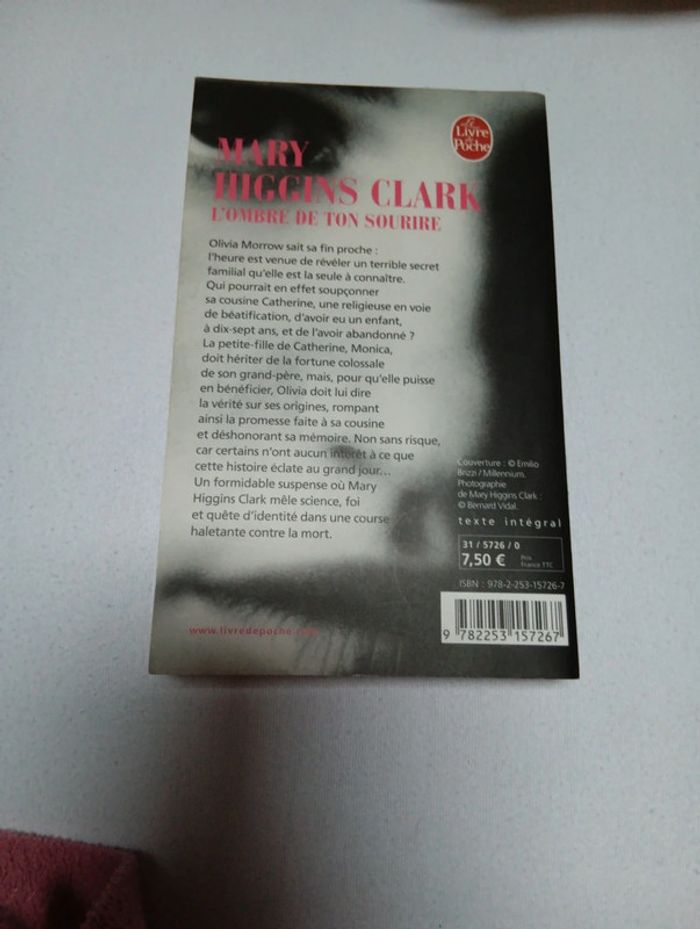 Le
Livre
de
Poche
MARY
HIGGINS CLARK
L'OMBRE DE TON SOURIRE
Olivia Morrow sait sa fin proche :
l'heure est venue de révéler un terrible secret
familial qu'elle est la seule à connaître.
Qui pourrait en effet soupçonner
sa cousine Catherine, une religieuse en voie
de béatification, d'avoir eu un enfant,
à dix-sept ans, et de l'avoir abandonné ?
La petite-fille de Catherine, Monica,
doit hériter de la fortune colossale
de son grand-père, mais, pour qu'elle puisse
en bénéficier, Olivia doit lui dire
la vérité sur ses origines, rompant
ainsi la promesse faite à sa cousine
et déshonorant sa mémoire. Non sans risque,
car certains n'ont aucun intérêt à ce que
cette histoire éclate au grand jour...
Un formidable suspense où Mary
Higgins Clark mêle science, foi
et quête d'identité dans une course
haletante contre la mort.
Couverture : © Emilio
Brizzi / Millennium.
Photographie
de Mary Higgins Clark :
© Bernard Vidal.
texte intégral
31 / 5726 / 0
7,50 €
Prix
France TTC
ISBN : 978-2-253-15726-7
9 782253 157267
www.livredepoche.